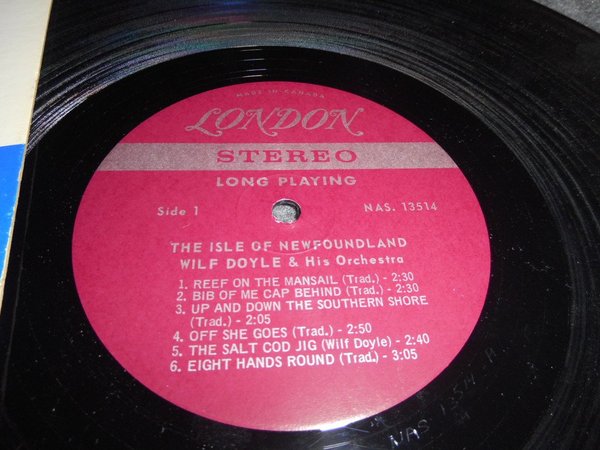 MADE IN CANADA
LONDON
STEREO
LONG PLAYING
Side 1
NAS. 13514
THE ISLE OF NEWFOUNDLAND
WILF DOYLE & His Orchestra
1. REEF ON THE MANSAIL (Trad.) - 2:30
2. BIB OF ME CAP BEHIND (Trad.) - 2:30
3. UP AND DOWN THE SOUTHERN SHORE
(Trad.) - 2:05
4. OFF SHE GOES (Trad.) - 2:50
5. THE SALT COD JIG (Wilf Doyle) - 2:40
6. EIGHT HANDS ROUND (Trad.) - 3:05